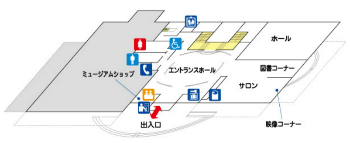 ホール
図書コーナー
エントランスホール
ミュージアムショップ
サロン
出入口
映像コーナー